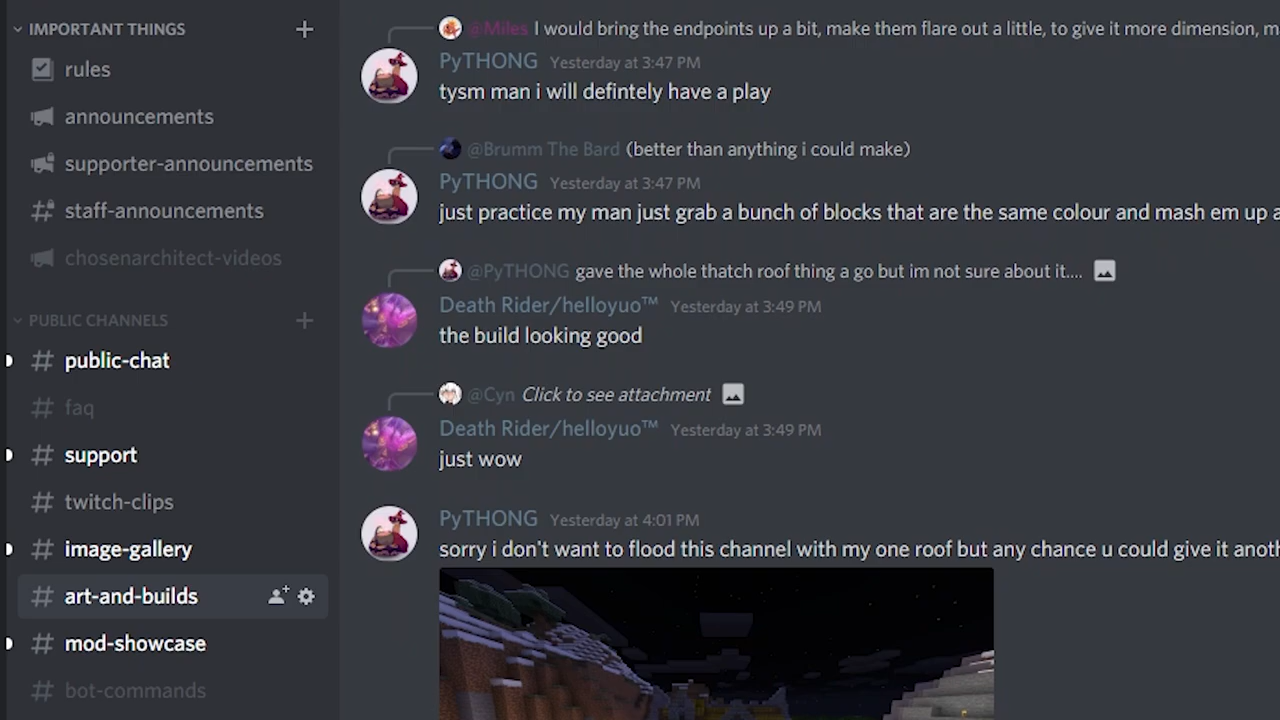 IMPORTANT THINGS
rules
announcements
supporter-announcements
staff-announcements
chosenarchitect-videos
PUBLIC CHANNELS
public-chat
faq
support
twitch-clips
image-gallery
art-and-builds
mod-showcase
bot-commands
@Miles I would bring the endpoints up a bit, make them flare out a little, to give it more dimension, m
PyTHONG Yesterday at 3:47 PM
tysm man i will defintely have a play
@Brumm The Bard (better than anything i could make)
PyTHONG Yesterday at 3:47 PM
just practice my man just grab a bunch of blocks that are the same colour and mash em up a
@PyTHONG gave the whole thatch roof thing a go but im not sure about it....
Death Rider/helloyuo™ Yesterday at 3:49 PM
the build looking good
@Cyn Click to see attachment
Death Rider/helloyuo™ Yesterday at 3:49 PM
just wow
PyTHONG Yesterday at 4:01 PM
sorry i don't want to flood this channel with my one roof but any chance u could give it anoth